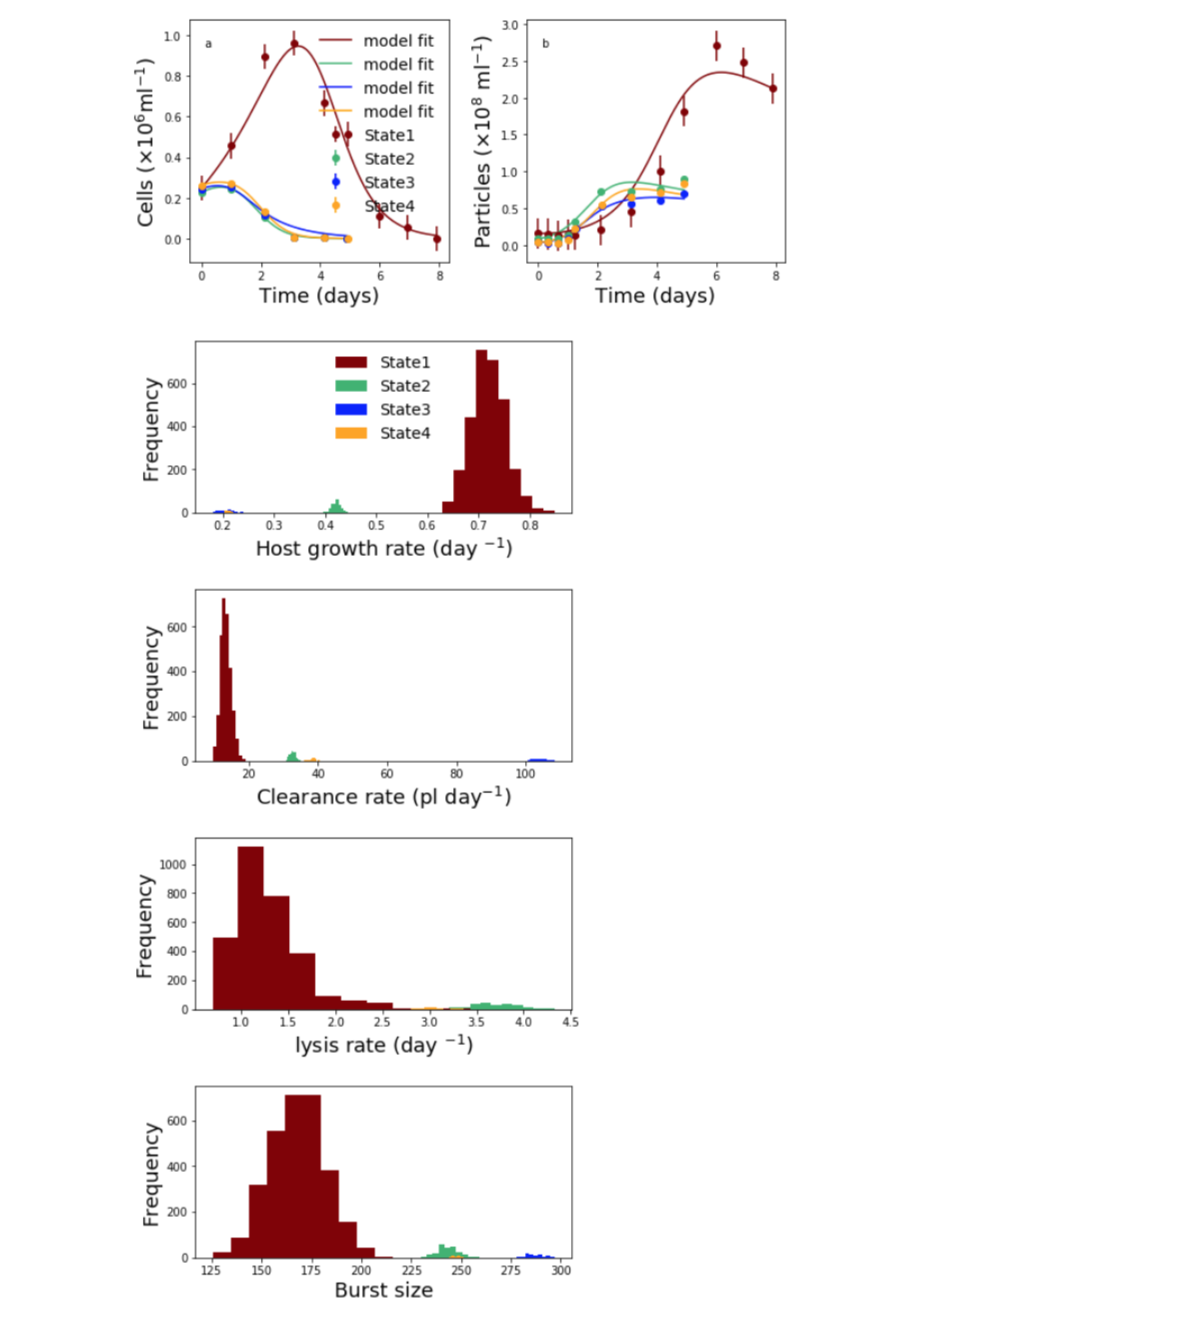 a
model fit
model fit
model fit
model fit
State1
State2
State3
State4
Cells (×10⁶ml⁻¹)
1.0
0.8
0.6
0.4
0.2
0.0
0 2 4 6 8
Time (days)
b
Particles (×10⁸ ml⁻¹)
3.0
2.5
2.0
1.5
1.0
0.5
0.0
0 2 4 6 8
Time (days)
State1
State2
State3
State4
Frequency
600
400
200
0
0.2 0.3 0.4 0.5 0.6 0.7 0.8
Host growth rate (day ⁻¹)
Frequency
600
400
200
0
20 40 60 80 100
Clearance rate (pl day⁻¹)
Frequency
1000
800
600
400
200
0
1.0 1.5 2.0 2.5 3.0 3.5 4.0 4.5
lysis rate (day ⁻¹)
Frequency
600
400
200
0
125 150 175 200 225 250 275 300
Burst size